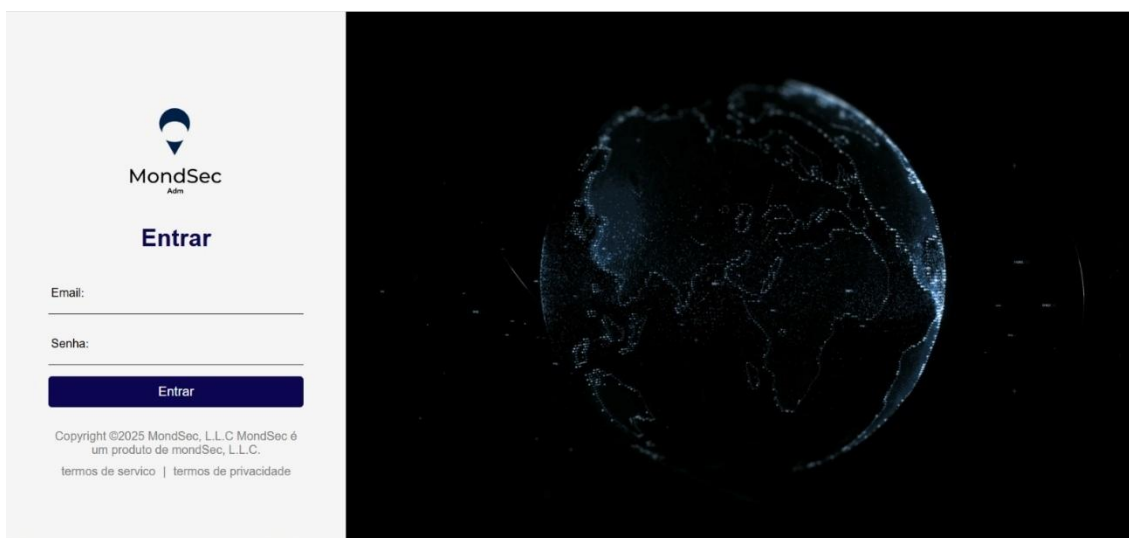 MondSec
Adm
Entrar
Email:
Senha:
Entrar
Copyright ©2025 MondSec, L.L.C MondSec é
um produto de mondSec, L.L.C.
termos de servico | termos de privacidade